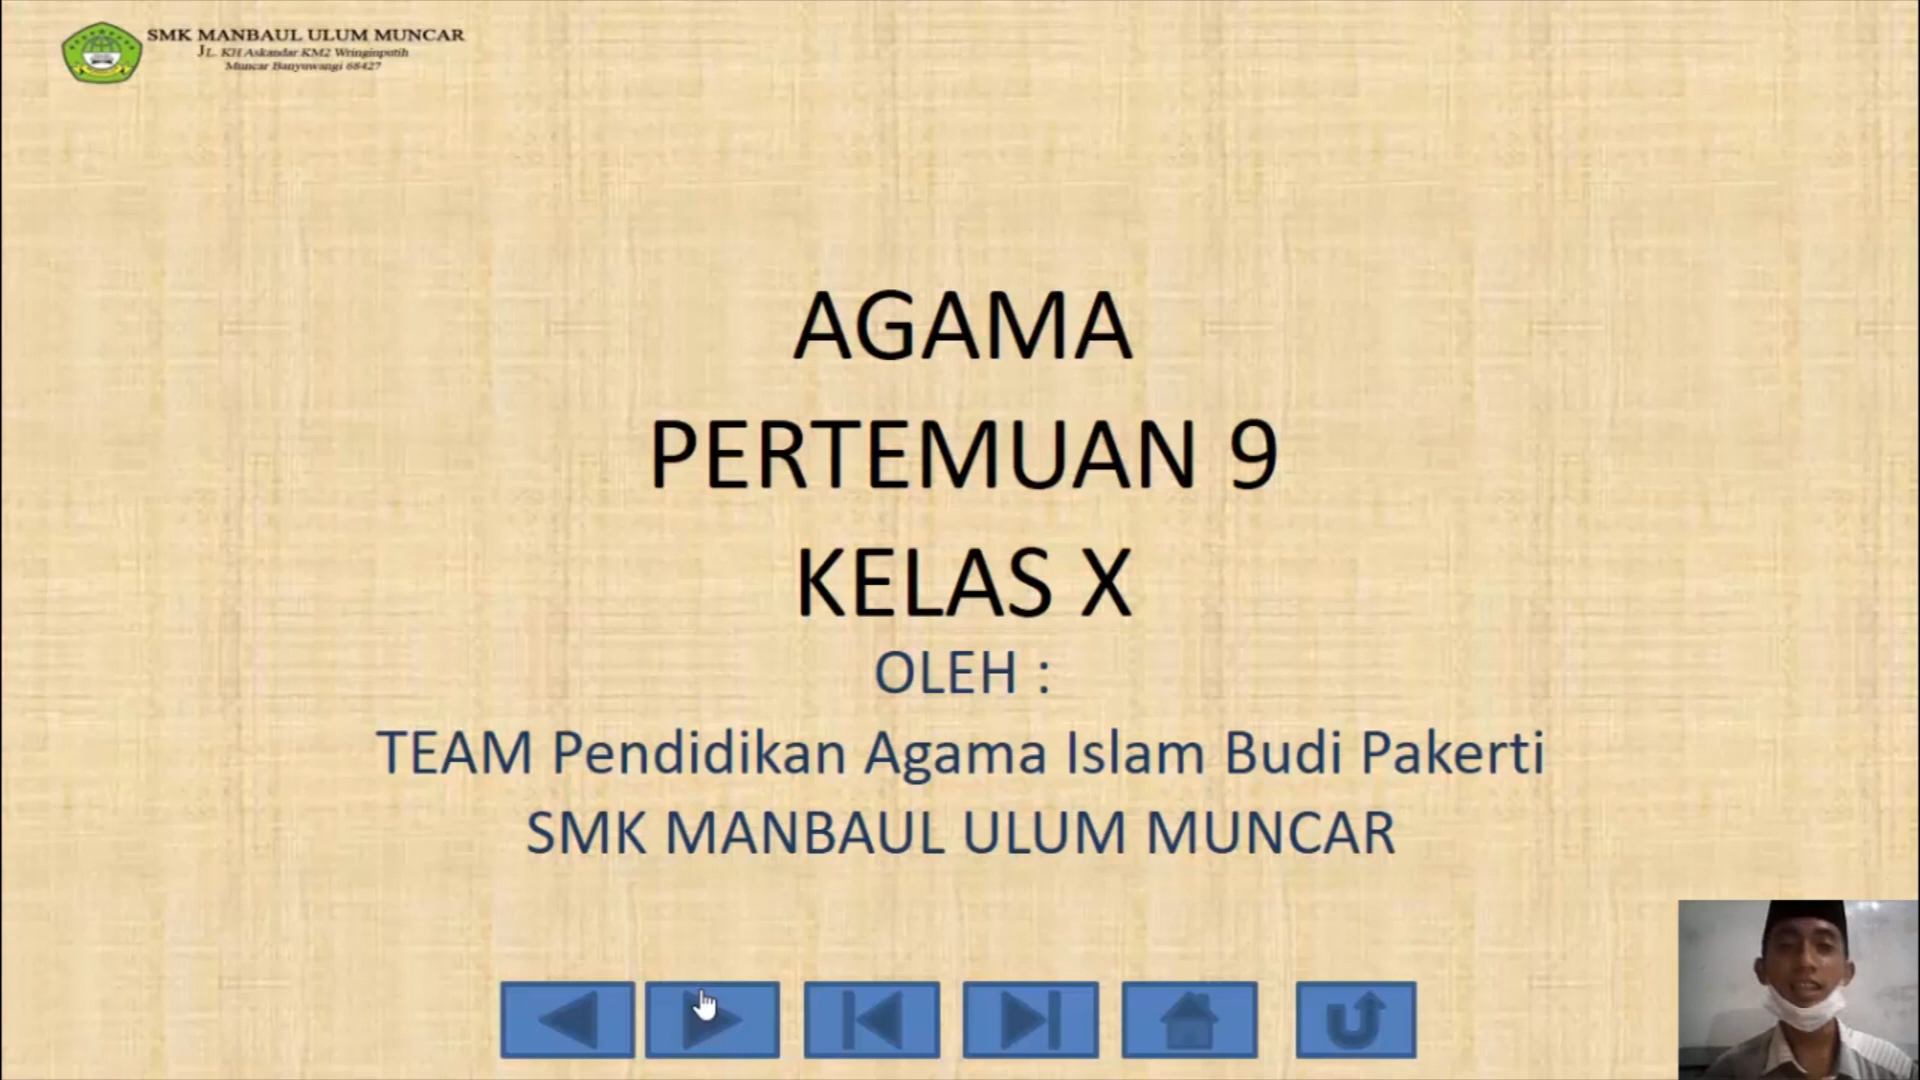 SMK MANBAUL ULUM MUNCAR
JL. KH Askandar KM2 Wringinputih
Muncar Banyuwangi 68427
AGAMA
PERTEMUAN 9
KELAS X
OLEH :
TEAM Pendidikan Agama Islam Budi Pakerti
SMK MANBAUL ULUM MUNCAR